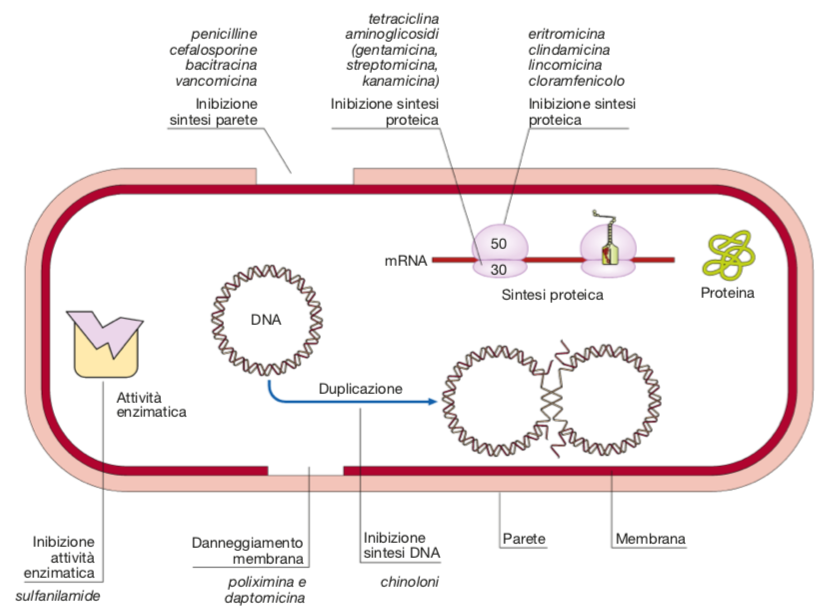 penicilline
cefalosporine
bacitracina
vancomicina
Inibizione
sintesi parete
tetraciclina
aminoglicosidi
(gentamicina,
streptomicina,
kanamicina)
Inibizione sintesi
proteica
eritromicina
clindamicina
lincomicina
cloramfenicolo
Inibizione sintesi
proteica
50
mRNA
30
Sintesi proteica
Proteina
DNA
Duplicazione
Attività
enzimatica
Inibizione
attività
enzimatica
sulfanilamide
Danneggiamento
membrana
poliximina e
daptomicina
Inibizione
sintesi DNA
chinoloni
Parete
Membrana